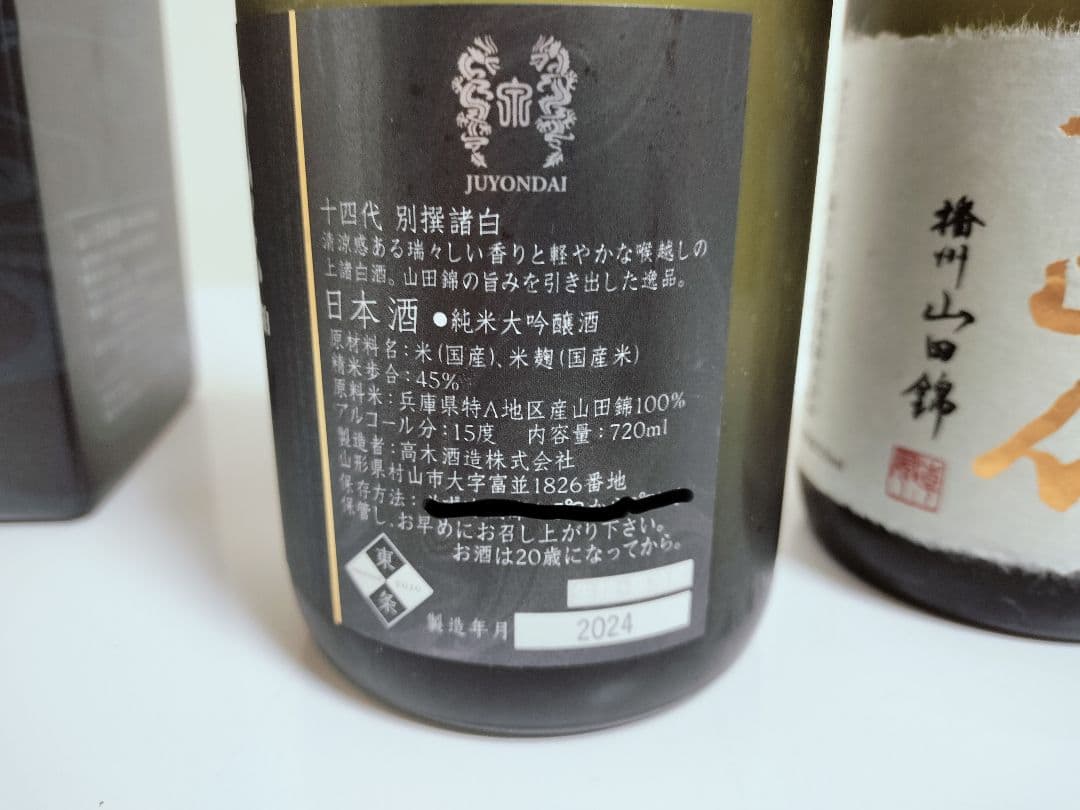 JUYONDAI
十四代 別撰諸白
清涼感ある瑞々しい香りと軽やかな喉越しの
上諸白酒。山田錦の旨みを引き出した逸品。
日本酒 ●純米大吟醸酒
原材料名：米(国産)、米麹(国産米)
精米歩合：45%
原料米：兵庫県特A地区産山田錦100%
アルコール分：15度 内容量：720ml
製造者：高木酒造株式会社
山形県村山市大字富並1826番地
保存方法：
保管し、お早めにお召し上がり下さい。
お酒は20歳になってから。
東条
製造年月 2024
播州山田錦